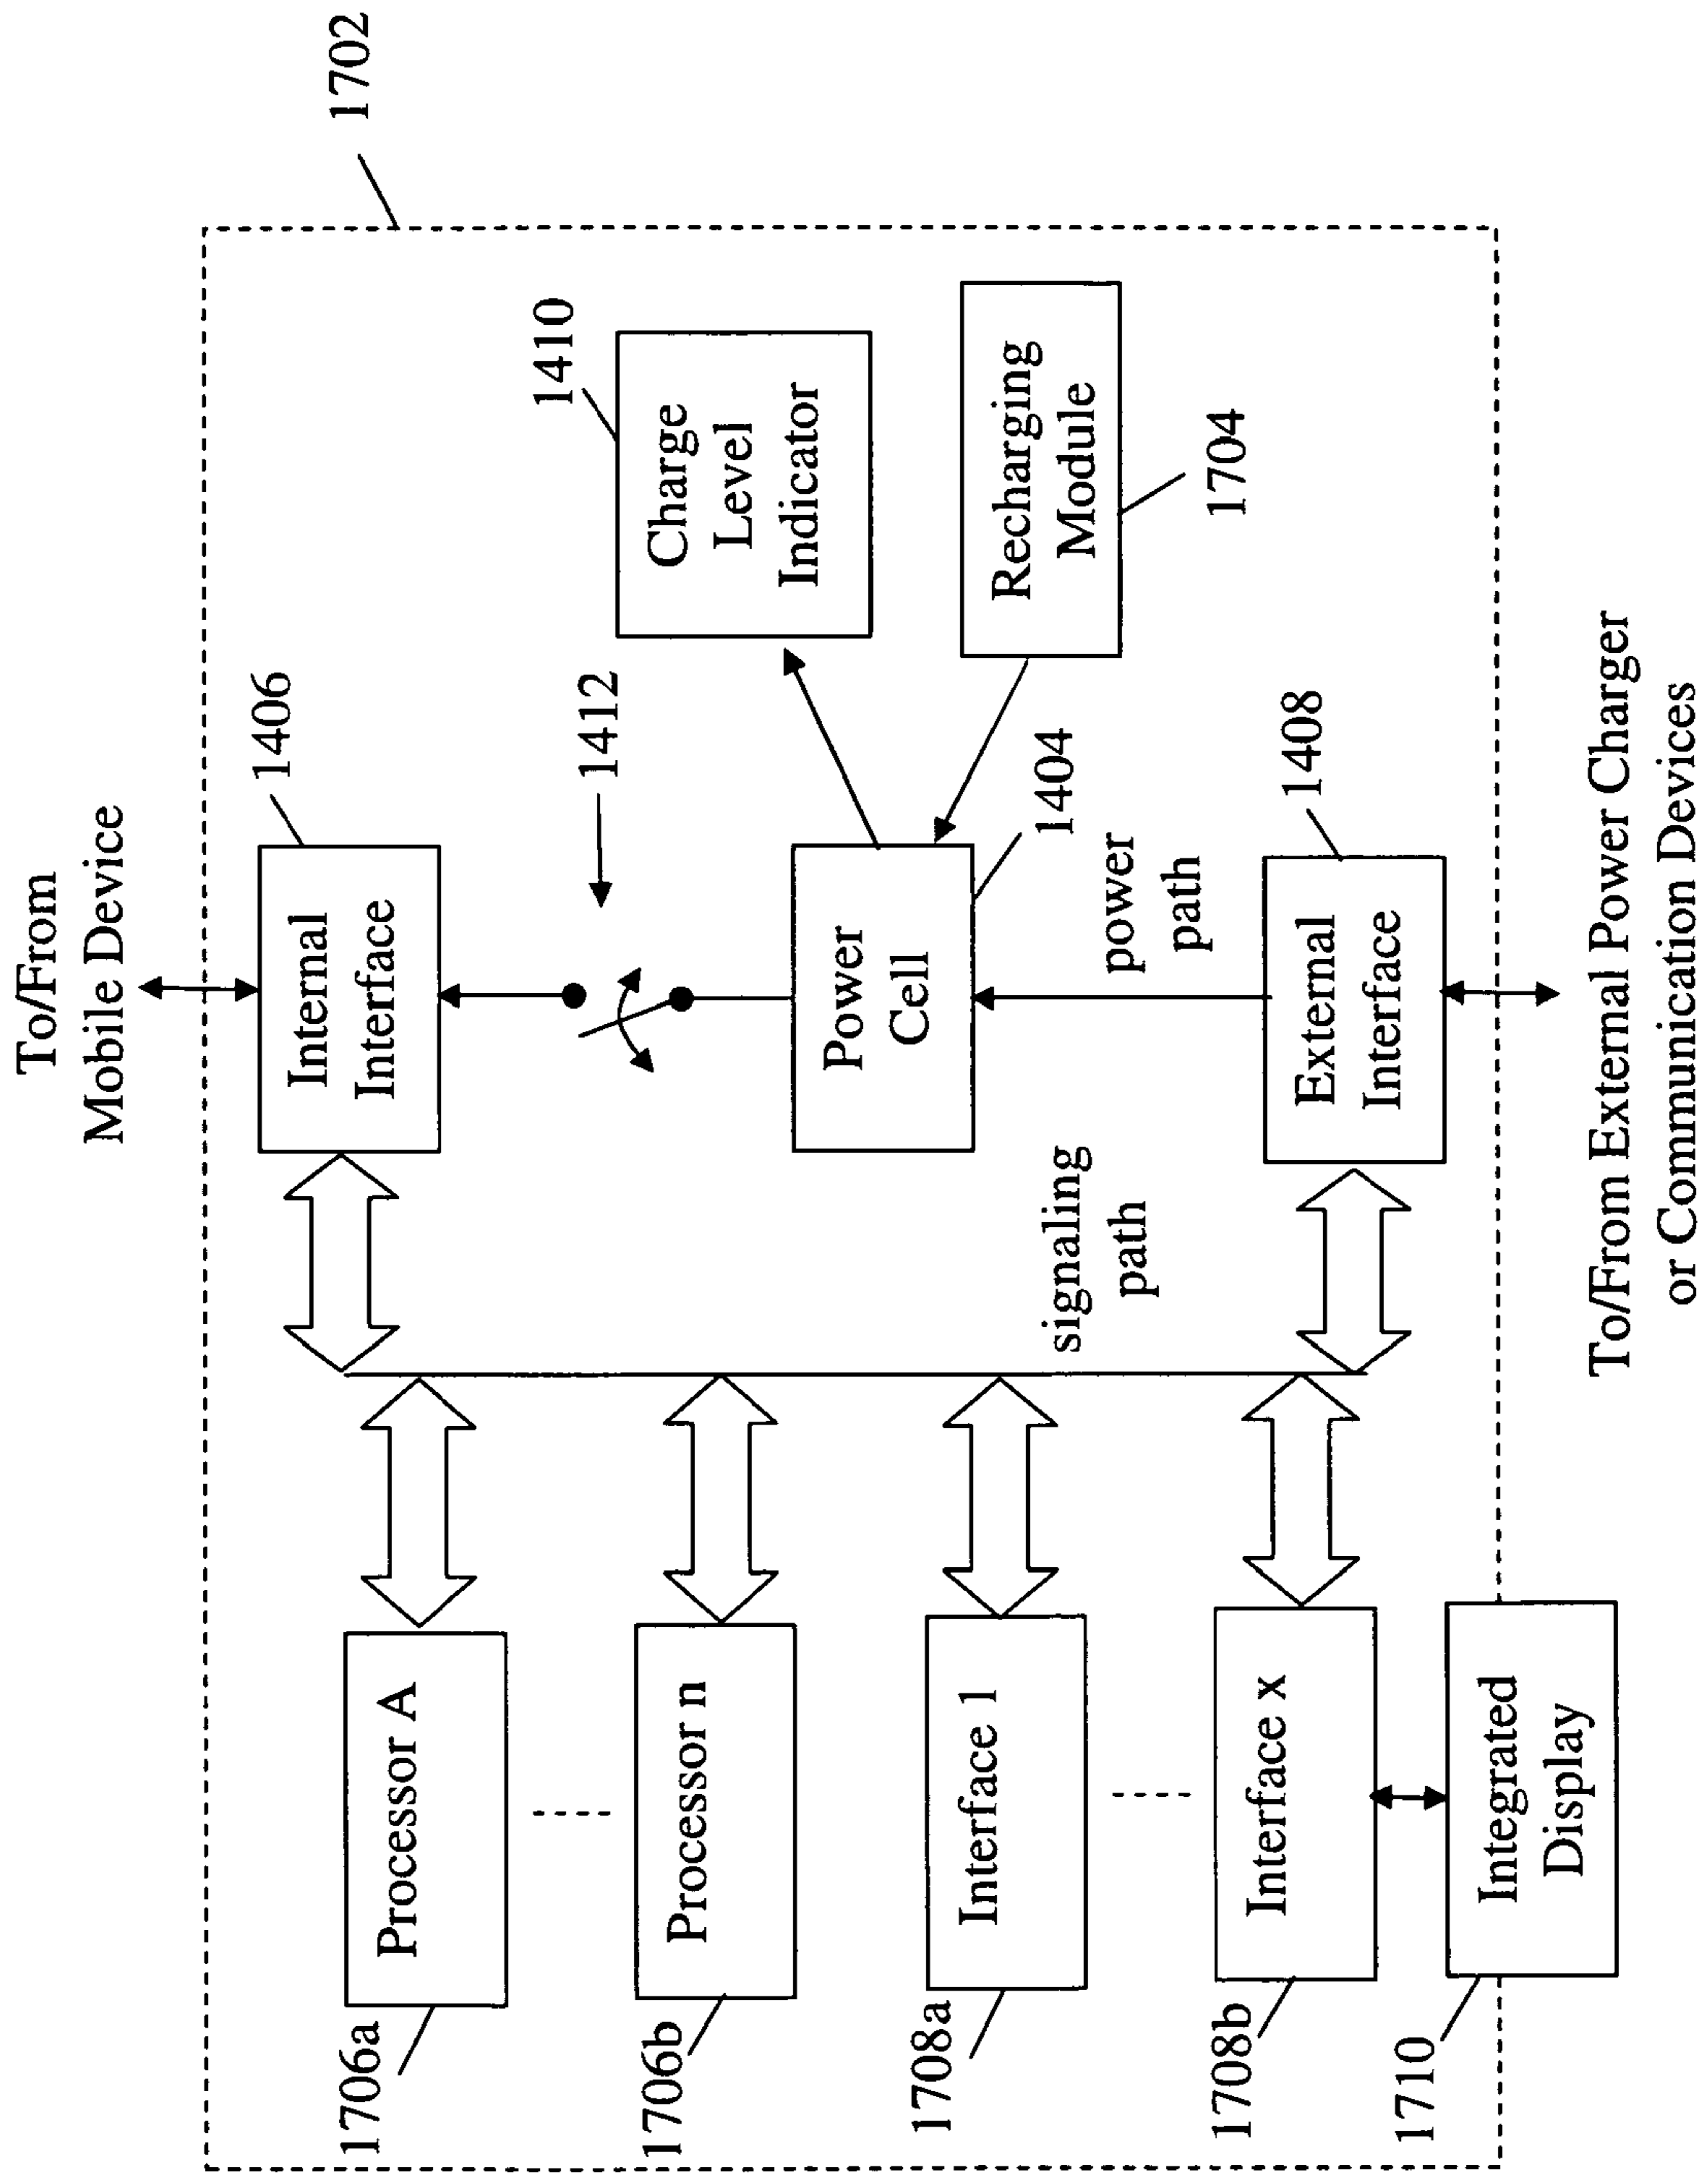 To/From
Mobile Device
1702
1406
Internal
Interface
1706a
Processor A
1410
1412
Charge
Level
Indicator
1706b
Processor n
Power
Cell
1404
Recharging
Module
1704
1708a
Interface 1
signaling
path
power
path
1708b
Interface x
1408
External
Interface
1710
Integrated
Display
To/From External Power Charger
or Communication Devices